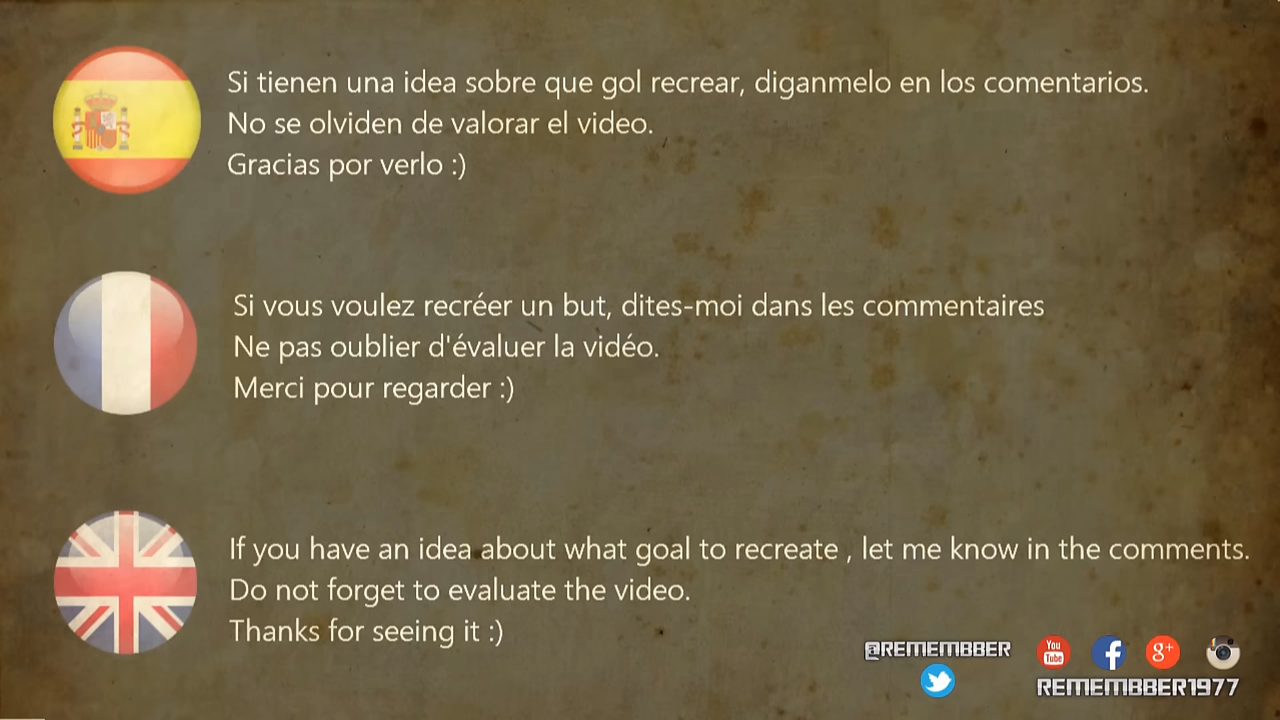 Si tienen una idea sobre que gol recrear, diganmelo en los comentarios.
No se olviden de valorar el video.
Gracias por verlo :)
Si vous voulez recréer un but, dites-moi dans les commentaires
Ne pas oublier d'évaluer la vidéo.
Merci pour regarder :)
If you have an idea about what goal to recreate , let me know in the comments.
Do not forget to evaluate the video.
Thanks for seeing it :)
@REMEMBBER
You
Tube
f
g+
REMEMBBER1977